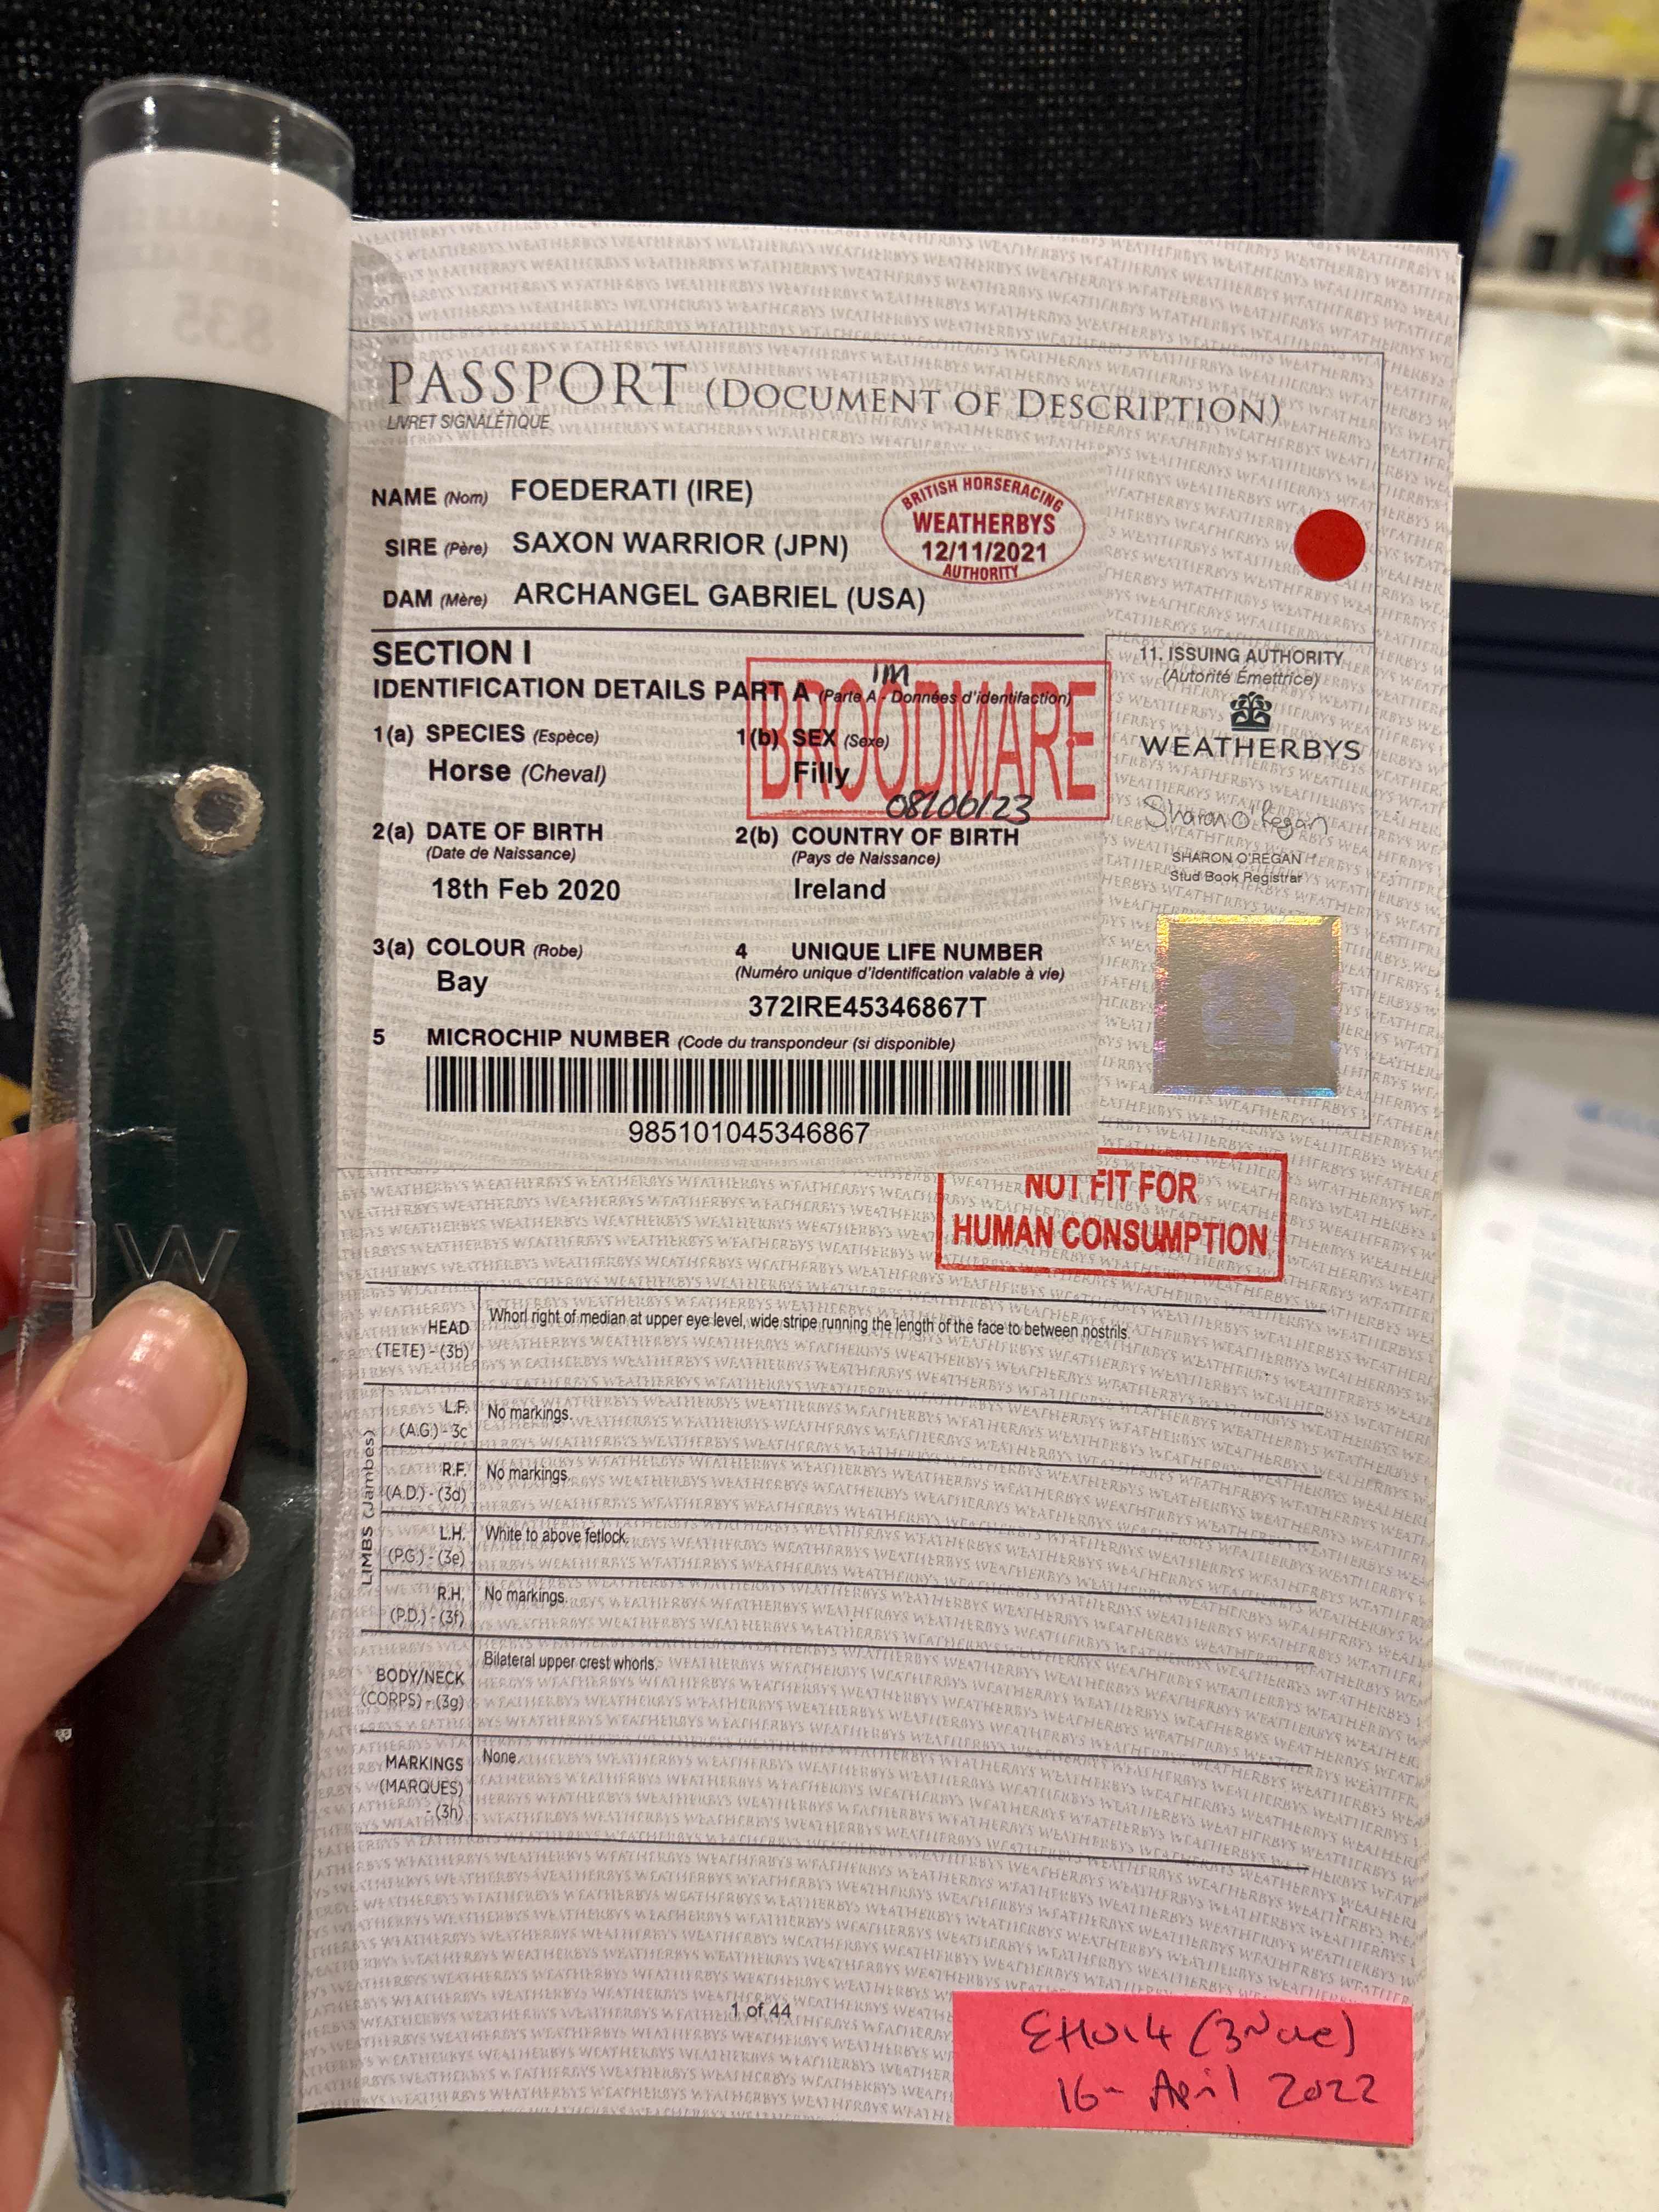 835
PASSPORT (DOCUMENT OF DESCRIPTION)
LIVRET SIGNALÉTIQUE
NAME (Nom) FOEDERATI (IRE)
SIRE (Père) SAXON WARRIOR (JPN)
DAM (Mère) ARCHANGEL GABRIEL (USA)
BRITISH HORSERACING
WEATHERBYS
12/11/2021
AUTHORITY
SECTION I
IDENTIFICATION DETAILS PART A (Parte A - Données d'identifaction)
BROODMARE
08/06/23
1(a) SPECIES (Espèce)
Horse (Cheval)
1(b) SEX (Sexe)
Filly
2(a) DATE OF BIRTH
(Date de Naissance)
18th Feb 2020
2(b) COUNTRY OF BIRTH
(Pays de Naissance)
Ireland
3(a) COLOUR (Robe)
Bay
4 UNIQUE LIFE NUMBER
(Numéro unique d'identification valable à vie)
372IRE45346867T
5 MICROCHIP NUMBER (Code du transpondeur (si disponible)
985101045346867
11. ISSUING AUTHORITY
(Autorité Emettrice)
WEATHERBYS
Sharon O'Regan
SHARON O'REGAN
Stud Book Registrar
NOT FIT FOR
HUMAN CONSUMPTION
W
HEAD
(TETE) - (3b)
Whorl right of median at upper eye level, wide stripe running the length of the face to between nostrils.
LIMBS (Jambes)
L.F.
(A.G.) - 3c
No markings.
R.F.
(A.D.) - (3d)
No markings.
L.H.
(P.G.) - (3e)
White to above fetlock.
R.H.
(P.D.) - (3f)
No markings.
BODY/NECK
(CORPS) - (3g)
Bilateral upper crest whorls.
MARKINGS
(MARQUES)
- (3h)
None.
1 of 44
16 April 2022